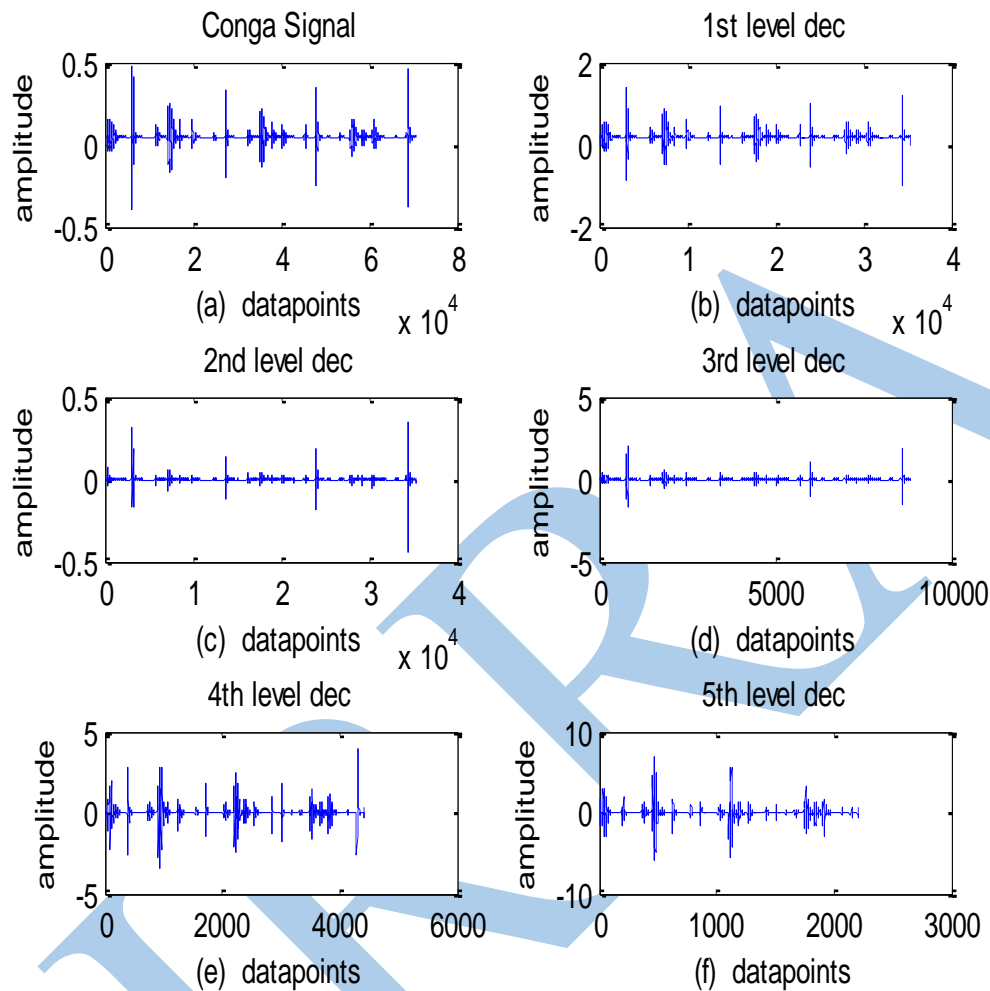 Conga Signal
0.5
0
-0.5
amplitude
0 2 4 6 8
(a) datapoints
x 10^4
1st level dec
2
0
-2
amplitude
0 1 2 3 4
(b) datapoints
x 10^4
2nd level dec
0.5
0
-0.5
amplitude
0 1 2 3 4
(c) datapoints
x 10^4
3rd level dec
5
0
-5
amplitude
0 5000 10000
(d) datapoints
4th level dec
5
0
-5
amplitude
0 2000 4000 6000
(e) datapoints
5th level dec
10
0
-10
amplitude
0 1000 2000 3000
(f) datapoints